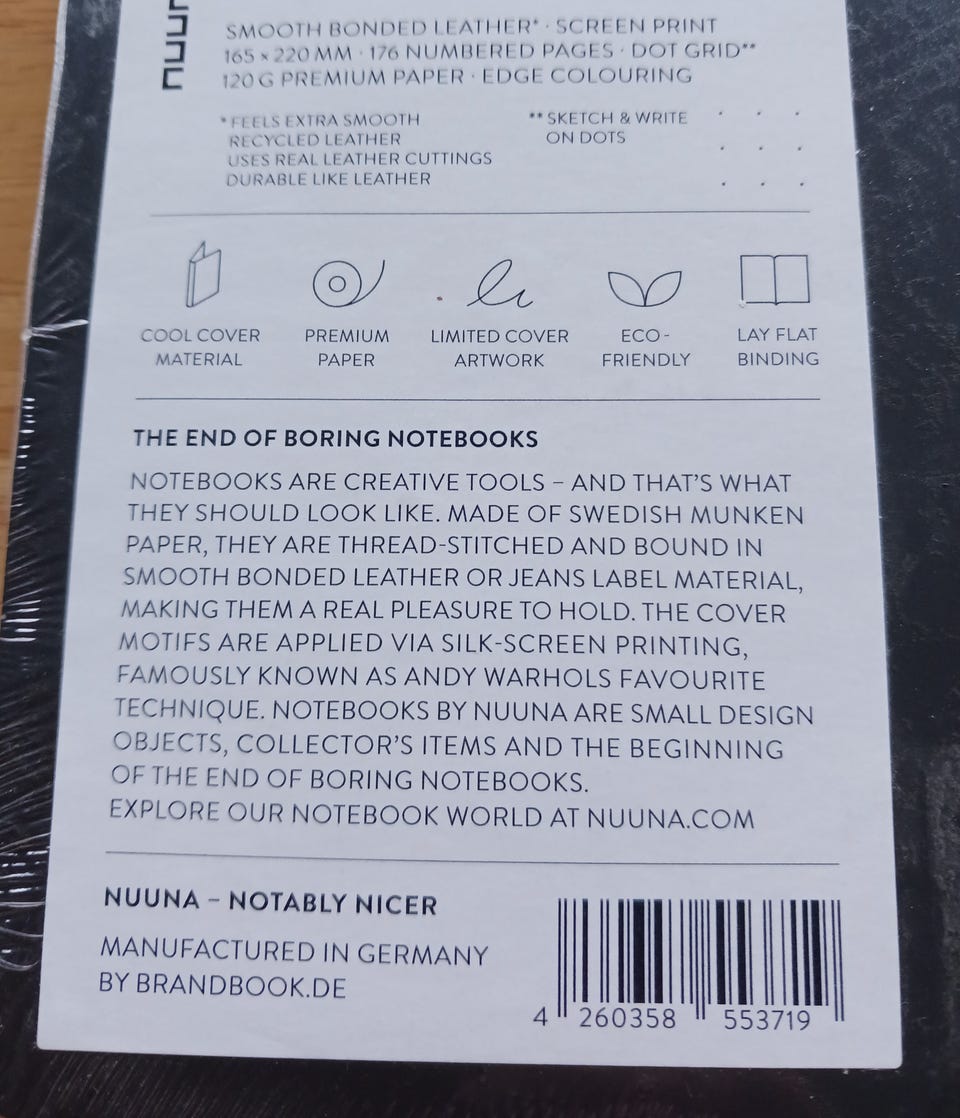 SMOOTH BONDED LEATHER* · SCREEN PRINT
165 × 220 MM · 176 NUMBERED PAGES · DOT GRID**
120 G PREMIUM PAPER · EDGE COLOURING
* FEELS EXTRA SMOOTH
RECYCLED LEATHER
USES REAL LEATHER CUTTINGS
DURABLE LIKE LEATHER
** SKETCH & WRITE
ON DOTS
COOL COVER
MATERIAL
PREMIUM
PAPER
LIMITED COVER
ARTWORK
ECO-
FRIENDLY
LAY FLAT
BINDING
THE END OF BORING NOTEBOOKS
NOTEBOOKS ARE CREATIVE TOOLS – AND THAT'S WHAT
THEY SHOULD LOOK LIKE. MADE OF SWEDISH MUNKEN
PAPER, THEY ARE THREAD-STITCHED AND BOUND IN
SMOOTH BONDED LEATHER OR JEANS LABEL MATERIAL,
MAKING THEM A REAL PLEASURE TO HOLD. THE COVER
MOTIFS ARE APPLIED VIA SILK-SCREEN PRINTING,
FAMOUSLY KNOWN AS ANDY WARHOLS FAVOURITE
TECHNIQUE. NOTEBOOKS BY NUUNA ARE SMALL DESIGN
OBJECTS, COLLECTOR'S ITEMS AND THE BEGINNING
OF THE END OF BORING NOTEBOOKS.
EXPLORE OUR NOTEBOOK WORLD AT NUUNA.COM
NUUNA – NOTABLY NICER
MANUFACTURED IN GERMANY
BY BRANDBOOK.DE
4 260358 553719